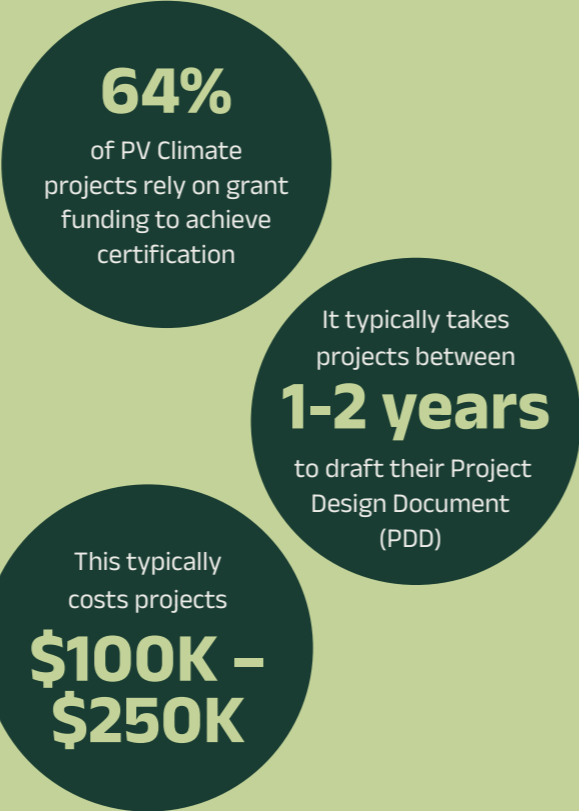 64%
of PV Climate
projects rely on grant
funding to achieve
certification
It typically takes
projects between
1-2 years
to draft their Project
Design Document
(PDD)
This typically
costs projects
$100K –
$250K